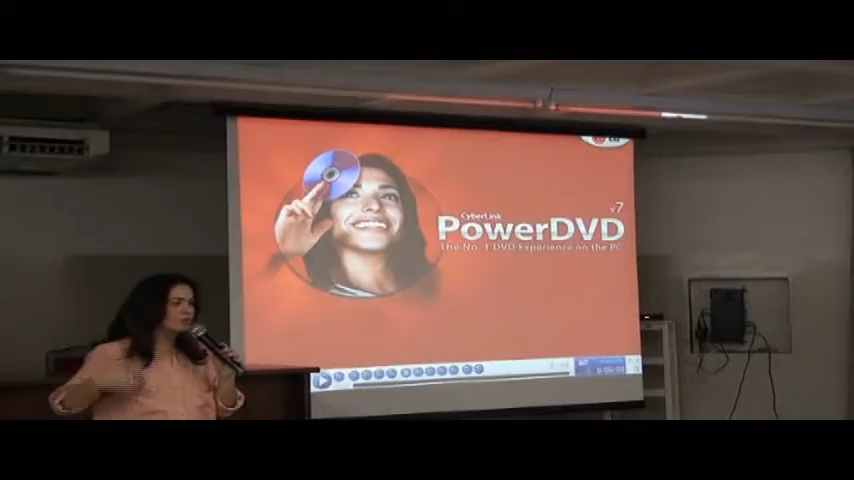 v7
CyberLink
PowerDVD
The No. 1 DVD Experience on the PC